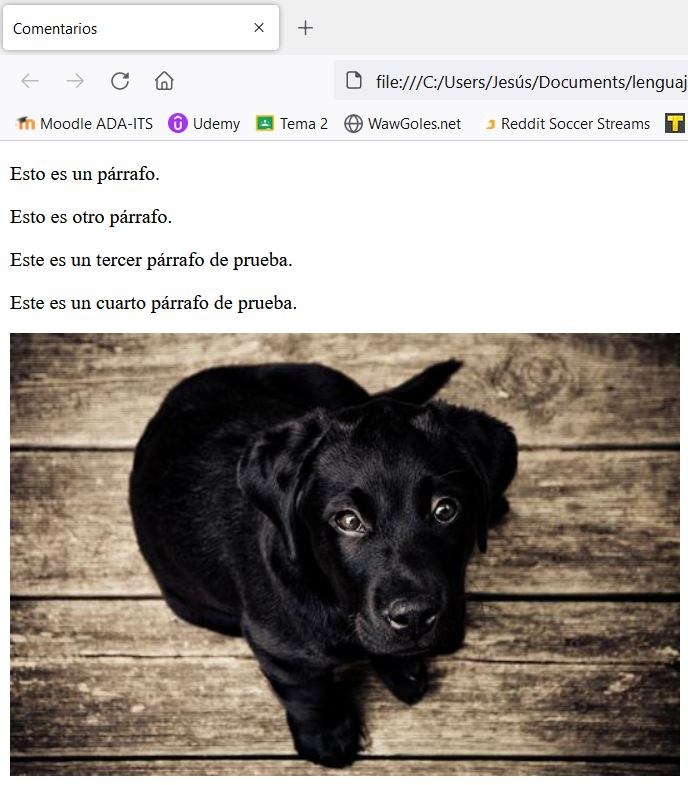 Comentarios
file:///C:/Users/Jesús/Documents/lenguaj
Moodle ADA-ITS Udemy Tema 2 WawGoles.net Reddit Soccer Streams
Esto es un párrafo.
Esto es otro párrafo.
Este es un tercer párrafo de prueba.
Este es un cuarto párrafo de prueba.